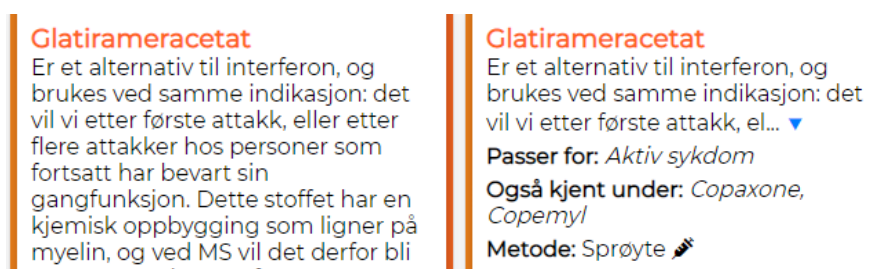 Glatirameracetat
Er et alternativ til interferon, og
brukes ved samme indikasjon: det
vil vi etter første attakk, eller etter
flere attakker hos personer som
fortsatt har bevart sin
gangfunksjon. Dette stoffet har en
kjemisk oppbygging som ligner på
myelin, og ved MS vil det derfor bli
Glatirameracetat
Er et alternativ til interferon, og
brukes ved samme indikasjon: det
vil vi etter første attakk, el... ▼
Passer for: Aktiv sykdom
Også kjent under: Copaxone,
Copemyl
Metode: Sprøyte